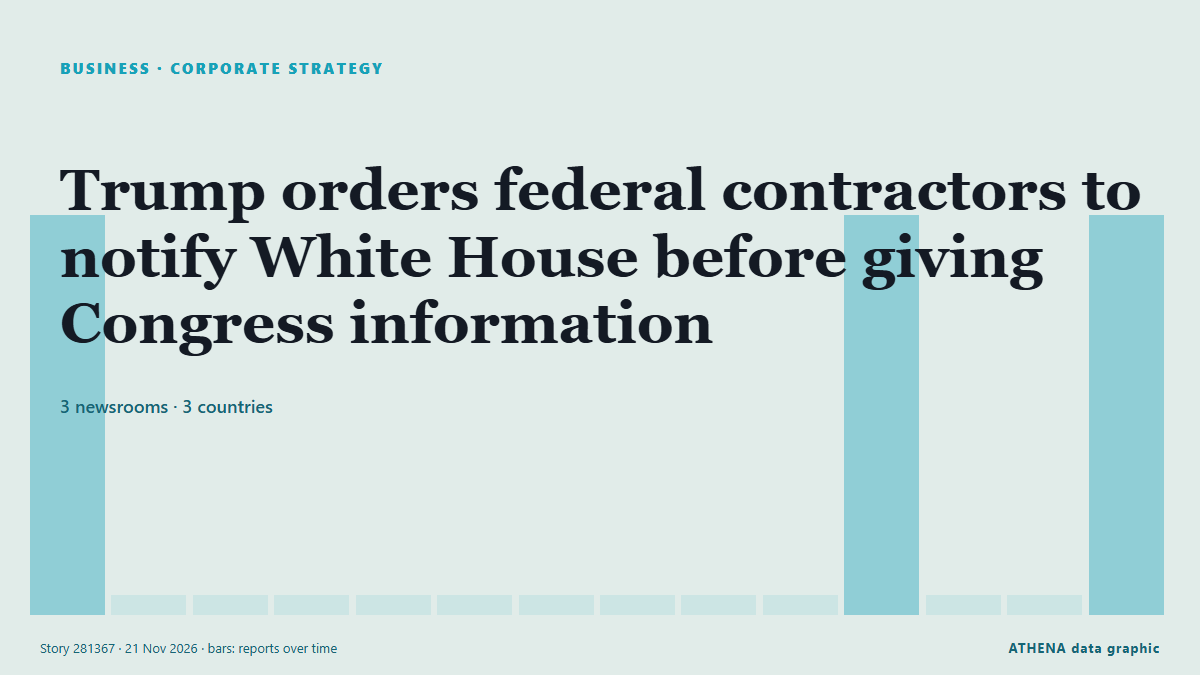 BUSINESS · CORPORATE STRATEGY
Trump orders federal contractors to
notify White House before giving
Congress information
3 newsrooms · 3 countries
Story 281367 · 21 Nov 2026 · bars: reports over time
ATHENA data graphic